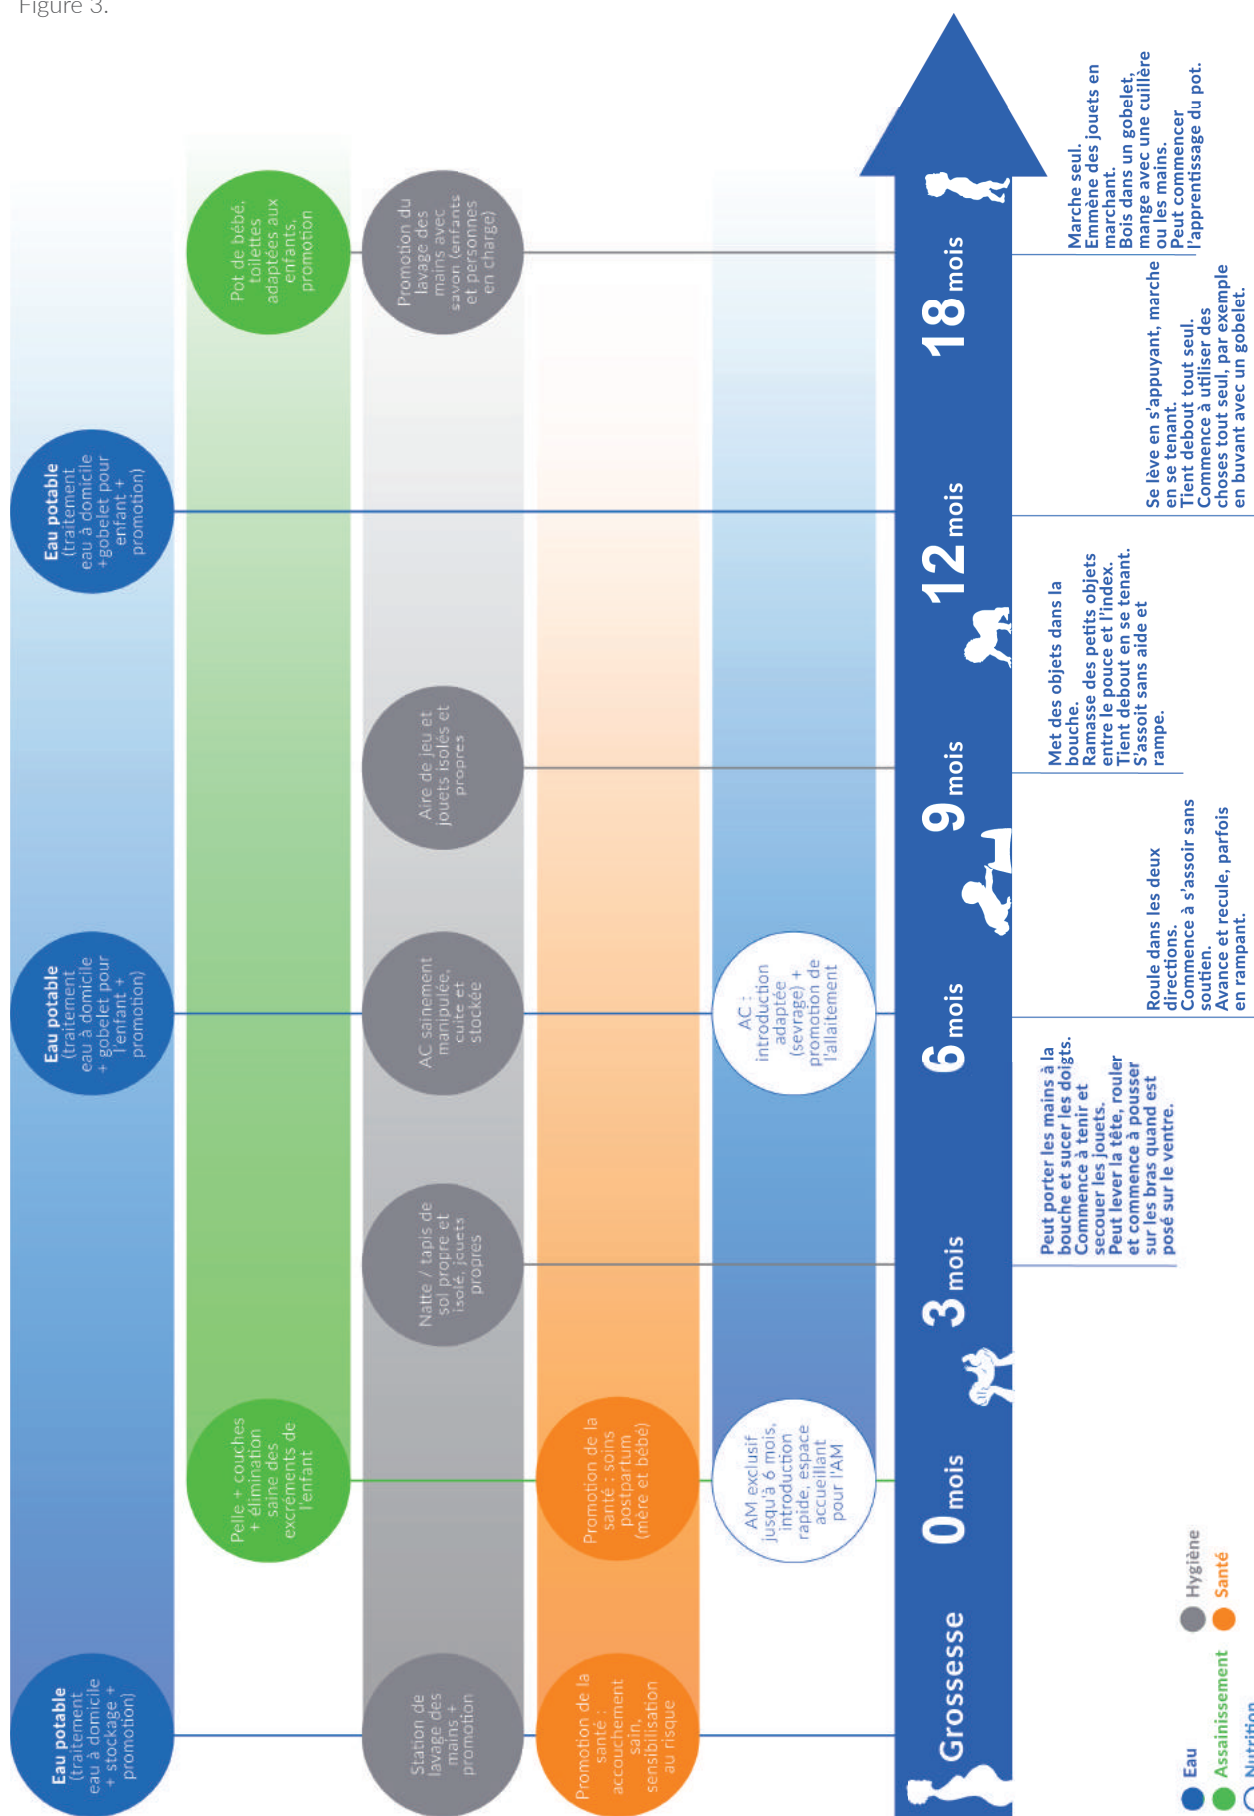 Figure 3.
Eau potable
(traitement
eau à domicile
+ stockage +
promotion)
Eau potable
(traitement
eau à domicile
+ gobelet pour
l'enfant +
promotion)
Eau potable
(traitement
eau à domicile
+gobelet pour
enfant +
promotion)
Pelle + couches
+ élimination
saine des
excréments de
l'enfant
Pot de bébé,
toilettes
adaptées aux
enfants,
promotion
Station de
lavage des
mains +
promotion
Natte / tapis de
sol propre et
isolé, jouets
propres
AC sainement
manipulée,
cuite et
stockée
Aire de jeu et
jouets isolés et
propres
Promotion du
lavage des
mains avec
savon (enfants
et personnes
en charge)
Promotion de la
santé :
accouchement
sain,
sensibilisation
au risque
Promotion de la
santé : soins
postpartum
(mère et bébé)
AM exclusif
jusqu'à 6 mois,
introduction
rapide, espace
accueillant
pour l'AM
AC :
introduction
adaptée
(sevrage) +
promotion de
l'allaitement
Grossesse
0 mois
3 mois
6 mois
9 mois
12 mois
18 mois
Peut porter les mains à la
bouche et sucer les doigts.
Commence à tenir et
secouer les jouets.
Peut lever la tête, rouler
et commence à pousser
sur les bras quand est
posé sur le ventre.
Roule dans les deux
directions.
Commence à s'assoir sans
soutien.
Avance et recule, parfois
en rampant.
Met des objets dans la
bouche.
Ramasse des petits objets
entre le pouce et l'index.
Tient debout en se tenant.
S'assoit sans aide et
rampe.
Se lève en s'appuyant, marche
en se tenant.
Tient debout tout seul.
Commence à utiliser des
choses tout seul, par exemple
en buvant avec un gobelet.
Marche seul.
Emmène des jouets en
marchant.
Bois dans un gobelet,
mange avec une cuillère
ou les mains.
Peut commencer
l'apprentissage du pot.
Eau
Hygiène
Assainissement
Santé
Nutrition